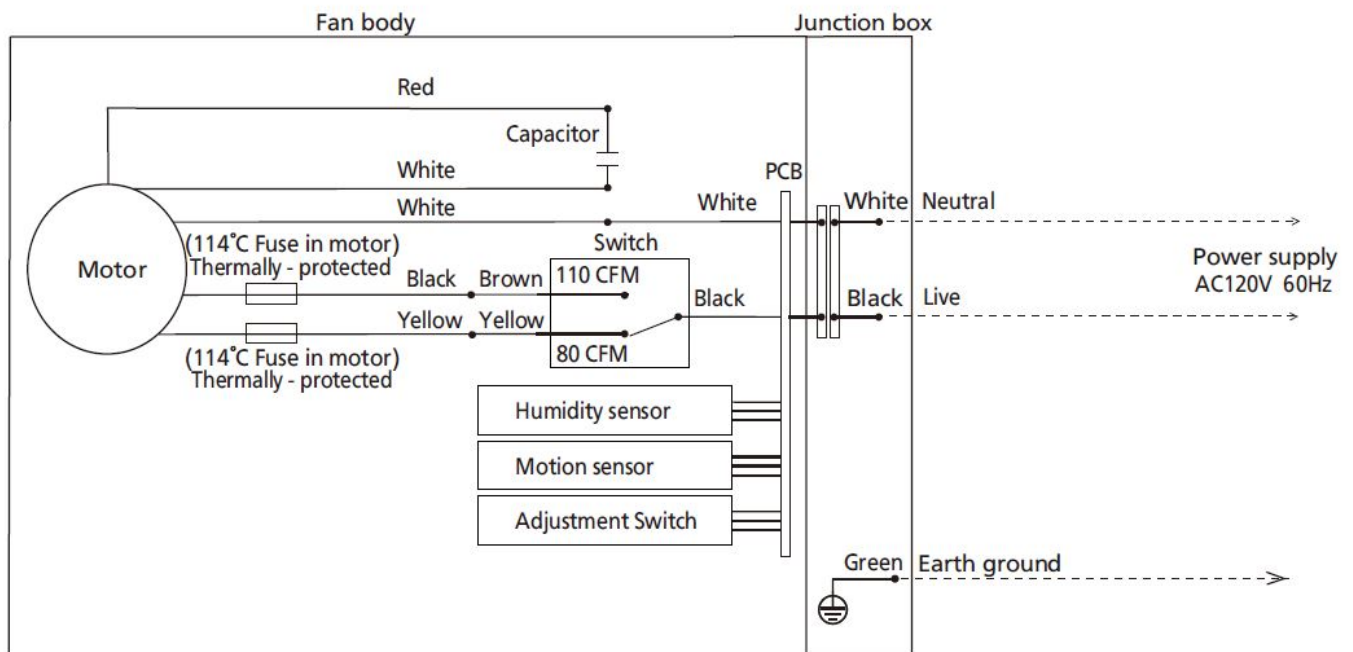 Fan body
Junction box
Red
Capacitor
White
PCB
White
White
White
Neutral
(114°C Fuse in motor)
Thermally - protected
Switch
Motor
Black
Brown
110 CFM
Black
Black
Live
Power supply
AC120V 60Hz
Yellow
Yellow
80 CFM
(114°C Fuse in motor)
Thermally - protected
Humidity sensor
Motion sensor
Adjustment Switch
Green
Earth ground